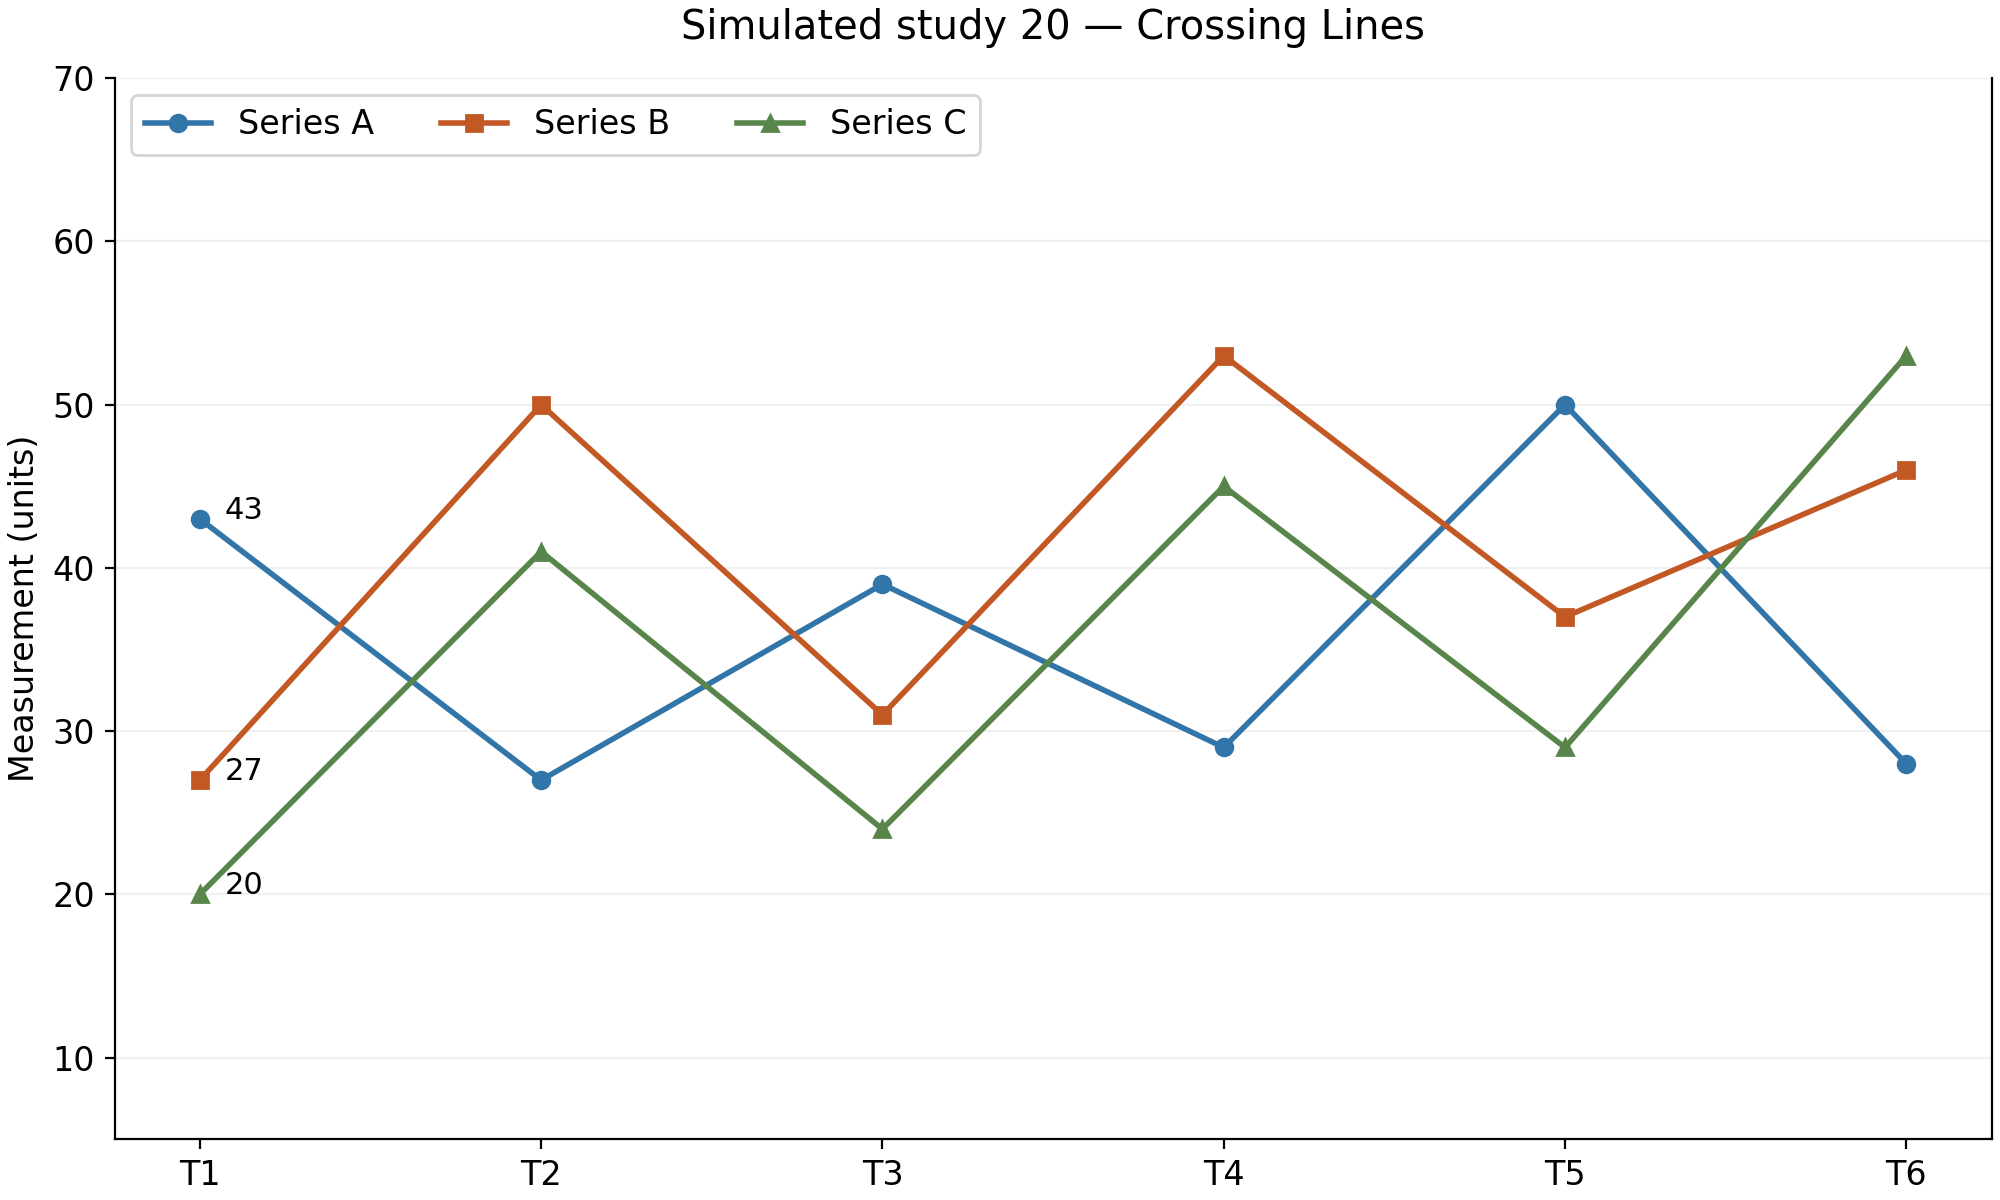 Simulated study 20 — Crossing Lines
Series A
Series B
Series C
Measurement (units)
70
60
50
40
30
20
10
43
27
20
T1
T2
T3
T4
T5
T6